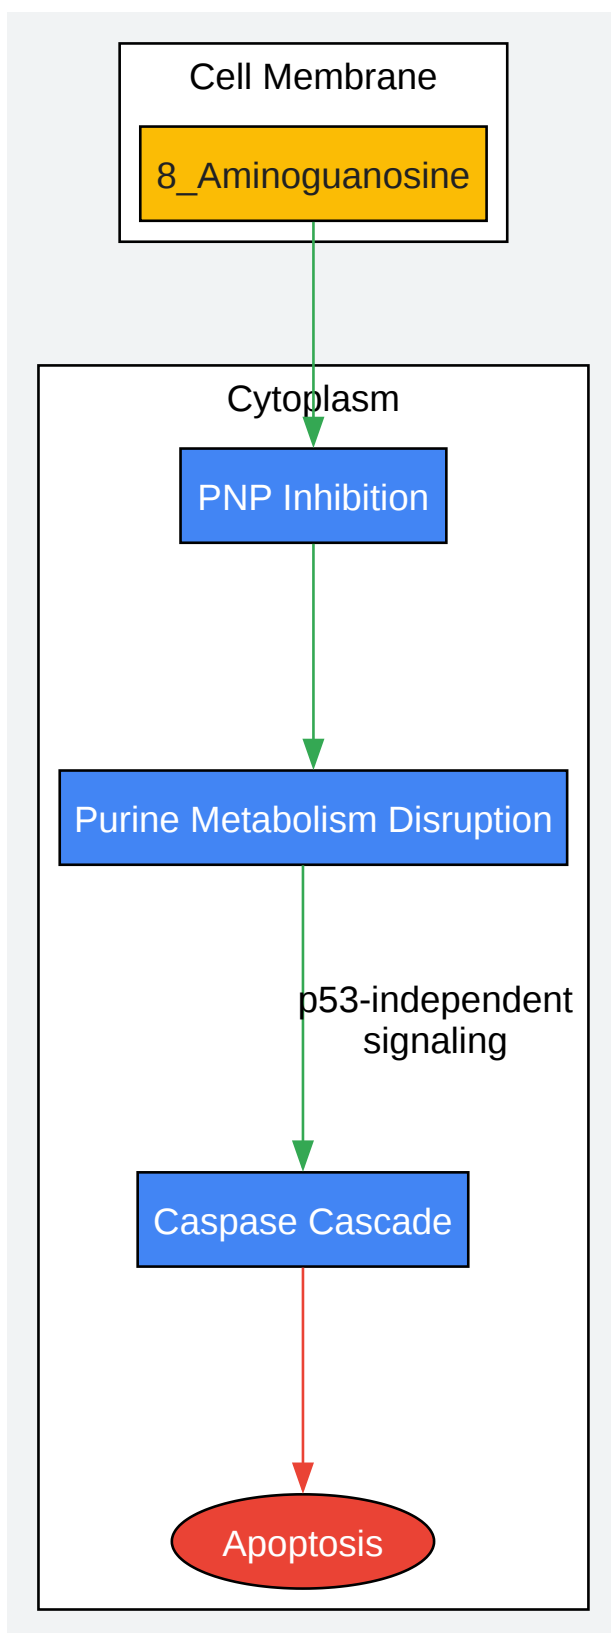 Cell Membrane
8_Aminoguanosine
Cytoplasm
PNP Inhibition
Purine Metabolism Disruption
p53-independent
signaling
Caspase Cascade
Apoptosis